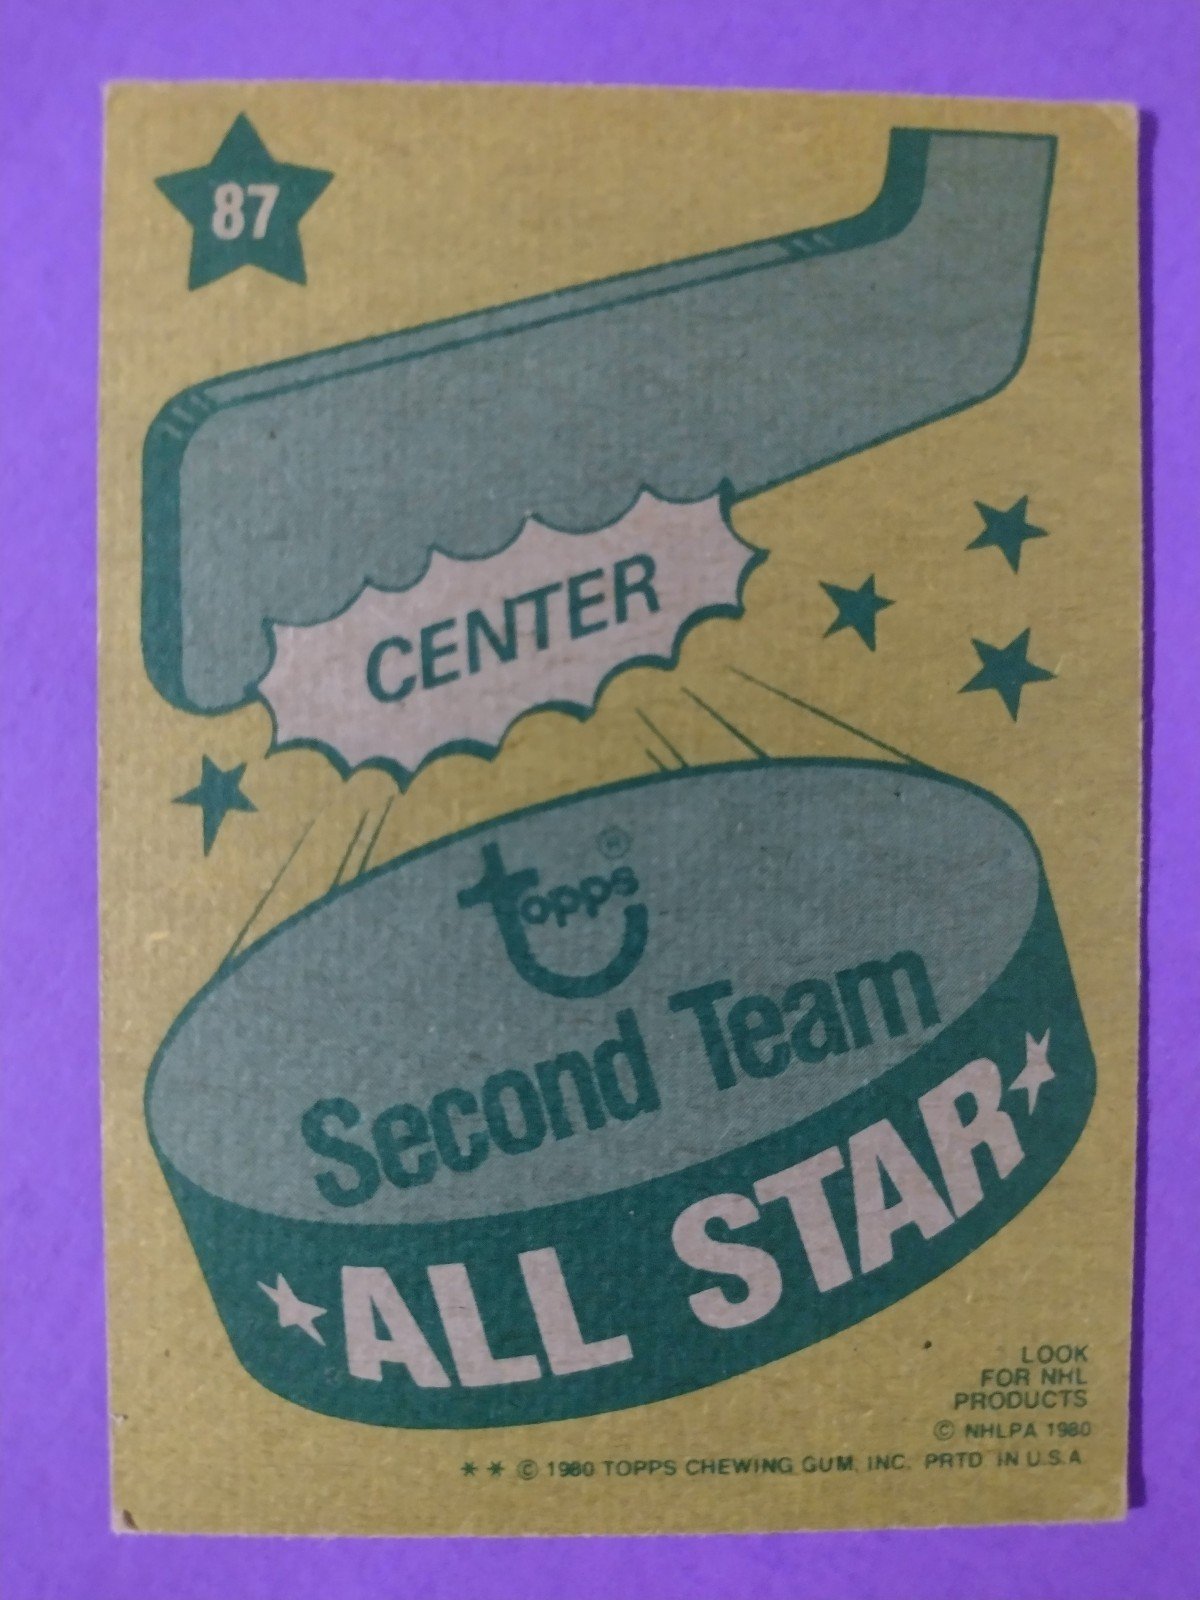 87
CENTER
topps®
Second Team
★ALL STAR★
LOOK
FOR NHL
PRODUCTS
© NHLPA 1980
** © 1980 TOPPS CHEWING GUM, INC. PRTD IN U.S.A.